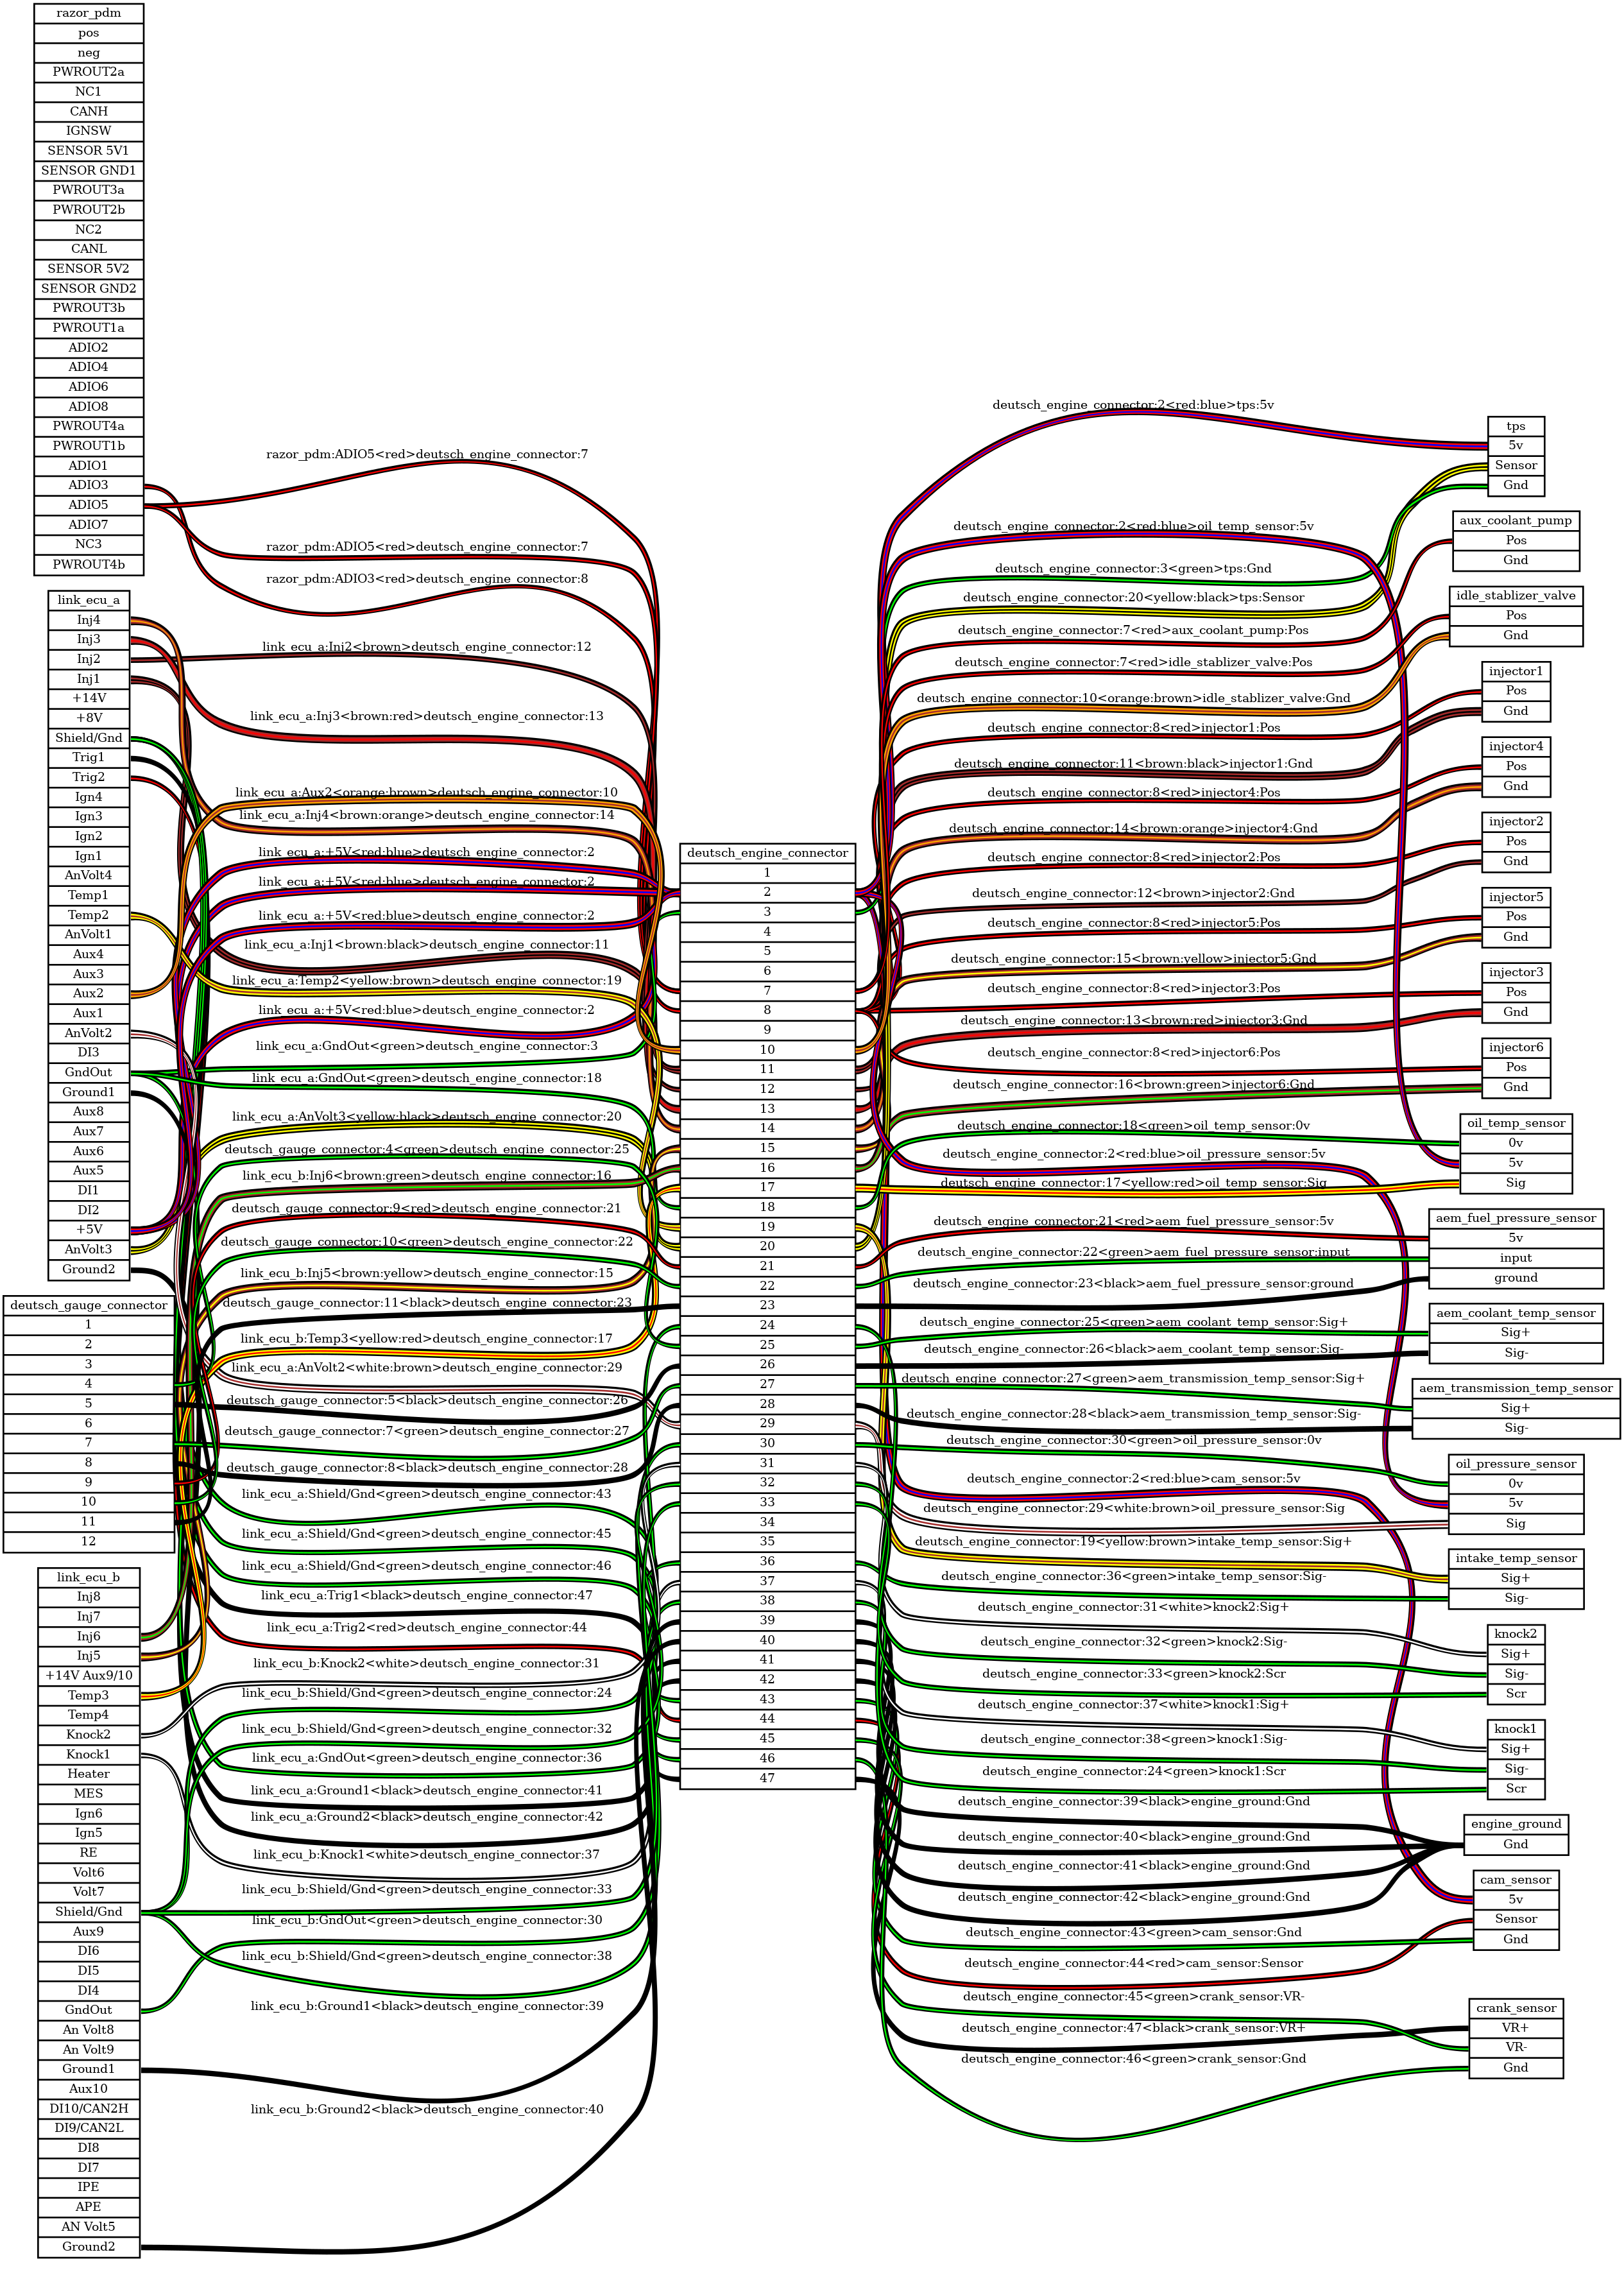 razor_pdm
pos
neg
PWROUT2a
NC1
CANH
IGNSW
SENSOR 5V1
SENSOR GND1
PWROUT3a
PWROUT2b
NC2
CANL
SENSOR 5V2
SENSOR GND2
PWROUT3b
PWROUT1a
ADIO2
ADIO4
ADIO6
ADIO8
PWROUT4a
PWROUT1b
ADIO1
ADIO3
ADIO5
ADIO7
NC3
PWROUT4b
link_ecu_a
Inj4
Inj3
Inj2
Inj1
+14V
+8V
Shield/Gnd
Trig1
Trig2
Ign4
Ign3
Ign2
Ign1
AnVolt4
Temp1
Temp2
AnVolt1
Aux4
Aux3
Aux2
Aux1
AnVolt2
DI3
GndOut
Ground1
Aux8
Aux7
Aux6
Aux5
DI1
DI2
+5V
AnVolt3
Ground2
deutsch_gauge_connector
1
2
3
4
5
6
7
8
9
10
11
12
link_ecu_b
Inj8
Inj7
Inj6
Inj5
+14V Aux9/10
Temp3
Temp4
Knock2
Knock1
Heater
MES
Ign6
Ign5
RE
Volt6
Volt7
Shield/Gnd
Aux9
DI6
DI5
DI4
GndOut
An Volt8
An Volt9
Ground1
Aux10
DI10/CAN2H
DI9/CAN2L
DI8
DI7
IPE
APE
AN Volt5
Ground2
razor_pdm:ADIO5<red>deutsch_engine_connector:7
razor_pdm:ADIO5<red>deutsch_engine_connector:7
razor_pdm:ADIO3<red>deutsch_engine_connector:8
link_ecu_a:Inj2<brown>deutsch_engine_connector:12
link_ecu_a:Inj3<brown:red>deutsch_engine_connector:13
link_ecu_a:Aux2<orange:brown>deutsch_engine_connector:10
link_ecu_a:Inj4<brown:orange>deutsch_engine_connector:14
link_ecu_a:+5V<red:blue>deutsch_engine_connector:2
link_ecu_a:+5V<red:blue>deutsch_engine_connector:2
link_ecu_a:+5V<red:blue>deutsch_engine_connector:2
link_ecu_a:Inj1<brown:black>deutsch_engine_connector:11
link_ecu_a:Temp2<yellow:brown>deutsch_engine_connector:19
link_ecu_a:+5V<red:blue>deutsch_engine_connector:2
link_ecu_a:GndOut<green>deutsch_engine_connector:3
link_ecu_a:GndOut<green>deutsch_engine_connector:18
link_ecu_a:AnVolt3<yellow:black>deutsch_engine_connector:20
deutsch_gauge_connector:4<green>deutsch_engine_connector:25
link_ecu_b:Inj6<brown:green>deutsch_engine_connector:16
deutsch_gauge_connector:9<red>deutsch_engine_connector:21
deutsch_gauge_connector:10<green>deutsch_engine_connector:22
link_ecu_b:Inj5<brown:yellow>deutsch_engine_connector:15
deutsch_gauge_connector:11<black>deutsch_engine_connector:23
link_ecu_b:Temp3<yellow:red>deutsch_engine_connector:17
link_ecu_a:AnVolt2<white:brown>deutsch_engine_connector:29
deutsch_gauge_connector:5<black>deutsch_engine_connector:26
deutsch_gauge_connector:7<green>deutsch_engine_connector:27
deutsch_gauge_connector:8<black>deutsch_engine_connector:28
link_ecu_a:Shield/Gnd<green>deutsch_engine_connector:43
link_ecu_a:Shield/Gnd<green>deutsch_engine_connector:45
link_ecu_a:Shield/Gnd<green>deutsch_engine_connector:46
link_ecu_a:Trig1<black>deutsch_engine_connector:47
link_ecu_a:Trig2<red>deutsch_engine_connector:44
link_ecu_b:Knock2<white>deutsch_engine_connector:31
link_ecu_b:Shield/Gnd<green>deutsch_engine_connector:24
link_ecu_b:Shield/Gnd<green>deutsch_engine_connector:32
link_ecu_a:GndOut<green>deutsch_engine_connector:36
link_ecu_a:Ground1<black>deutsch_engine_connector:41
link_ecu_a:Ground2<black>deutsch_engine_connector:42
link_ecu_b:Knock1<white>deutsch_engine_connector:37
link_ecu_b:Shield/Gnd<green>deutsch_engine_connector:33
link_ecu_b:GndOut<green>deutsch_engine_connector:30
link_ecu_b:Shield/Gnd<green>deutsch_engine_connector:38
link_ecu_b:Ground1<black>deutsch_engine_connector:39
link_ecu_b:Ground2<black>deutsch_engine_connector:40
deutsch_engine_connector
1
2
3
4
5
6
7
8
9
10
11
12
13
14
15
16
17
18
19
20
21
22
23
24
25
26
27
28
29
30
31
32
33
34
35
36
37
38
39
40
41
42
43
44
45
46
47
deutsch_engine_connector:2<red:blue>tps:5v
deutsch_engine_connector:2<red:blue>oil_temp_sensor:5v
deutsch_engine_connector:3<green>tps:Gnd
deutsch_engine_connector:20<yellow:black>tps:Sensor
deutsch_engine_connector:7<red>aux_coolant_pump:Pos
deutsch_engine_connector:7<red>idle_stablizer_valve:Pos
deutsch_engine_connector:10<orange:brown>idle_stablizer_valve:Gnd
deutsch_engine_connector:8<red>injector1:Pos
deutsch_engine_connector:11<brown:black>injector1:Gnd
deutsch_engine_connector:8<red>injector4:Pos
deutsch_engine_connector:14<brown:orange>injector4:Gnd
deutsch_engine_connector:8<red>injector2:Pos
deutsch_engine_connector:12<brown>injector2:Gnd
deutsch_engine_connector:8<red>injector5:Pos
deutsch_engine_connector:15<brown:yellow>injector5:Gnd
deutsch_engine_connector:8<red>injector3:Pos
deutsch_engine_connector:13<brown:red>injector3:Gnd
deutsch_engine_connector:8<red>injector6:Pos
deutsch_engine_connector:16<brown:green>injector6:Gnd
deutsch_engine_connector:18<green>oil_temp_sensor:0v
deutsch_engine_connector:2<red:blue>oil_pressure_sensor:5v
deutsch_engine_connector:17<yellow:red>oil_temp_sensor:Sig
deutsch_engine_connector:21<red>aem_fuel_pressure_sensor:5v
deutsch_engine_connector:22<green>aem_fuel_pressure_sensor:input
deutsch_engine_connector:23<black>aem_fuel_pressure_sensor:ground
deutsch_engine_connector:25<green>aem_coolant_temp_sensor:Sig+
deutsch_engine_connector:26<black>aem_coolant_temp_sensor:Sig-
deutsch_engine_connector:27<green>aem_transmission_temp_sensor:Sig+
deutsch_engine_connector:28<black>aem_transmission_temp_sensor:Sig-
deutsch_engine_connector:30<green>oil_pressure_sensor:0v
deutsch_engine_connector:2<red:blue>cam_sensor:5v
deutsch_engine_connector:29<white:brown>oil_pressure_sensor:Sig
deutsch_engine_connector:19<yellow:brown>intake_temp_sensor:Sig+
deutsch_engine_connector:36<green>intake_temp_sensor:Sig-
deutsch_engine_connector:31<white>knock2:Sig+
deutsch_engine_connector:32<green>knock2:Sig-
deutsch_engine_connector:33<green>knock2:Scr
deutsch_engine_connector:37<white>knock1:Sig+
deutsch_engine_connector:38<green>knock1:Sig-
deutsch_engine_connector:24<green>knock1:Scr
deutsch_engine_connector:39<black>engine_ground:Gnd
deutsch_engine_connector:40<black>engine_ground:Gnd
deutsch_engine_connector:41<black>engine_ground:Gnd
deutsch_engine_connector:42<black>engine_ground:Gnd
deutsch_engine_connector:43<green>cam_sensor:Gnd
deutsch_engine_connector:44<red>cam_sensor:Sensor
deutsch_engine_connector:45<green>crank_sensor:VR-
deutsch_engine_connector:47<black>crank_sensor:VR+
deutsch_engine_connector:46<green>crank_sensor:Gnd
tps
5v
Sensor
Gnd
aux_coolant_pump
Pos
Gnd
idle_stablizer_valve
Pos
Gnd
injector1
Pos
Gnd
injector4
Pos
Gnd
injector2
Pos
Gnd
injector5
Pos
Gnd
injector3
Pos
Gnd
injector6
Pos
Gnd
oil_temp_sensor
0v
5v
Sig
aem_fuel_pressure_sensor
5v
input
ground
aem_coolant_temp_sensor
Sig+
Sig-
aem_transmission_temp_sensor
Sig+
Sig-
oil_pressure_sensor
0v
5v
Sig
intake_temp_sensor
Sig+
Sig-
knock2
Sig+
Sig-
Scr
knock1
Sig+
Sig-
Scr
engine_ground
Gnd
cam_sensor
5v
Sensor
Gnd
crank_sensor
VR+
VR-
Gnd